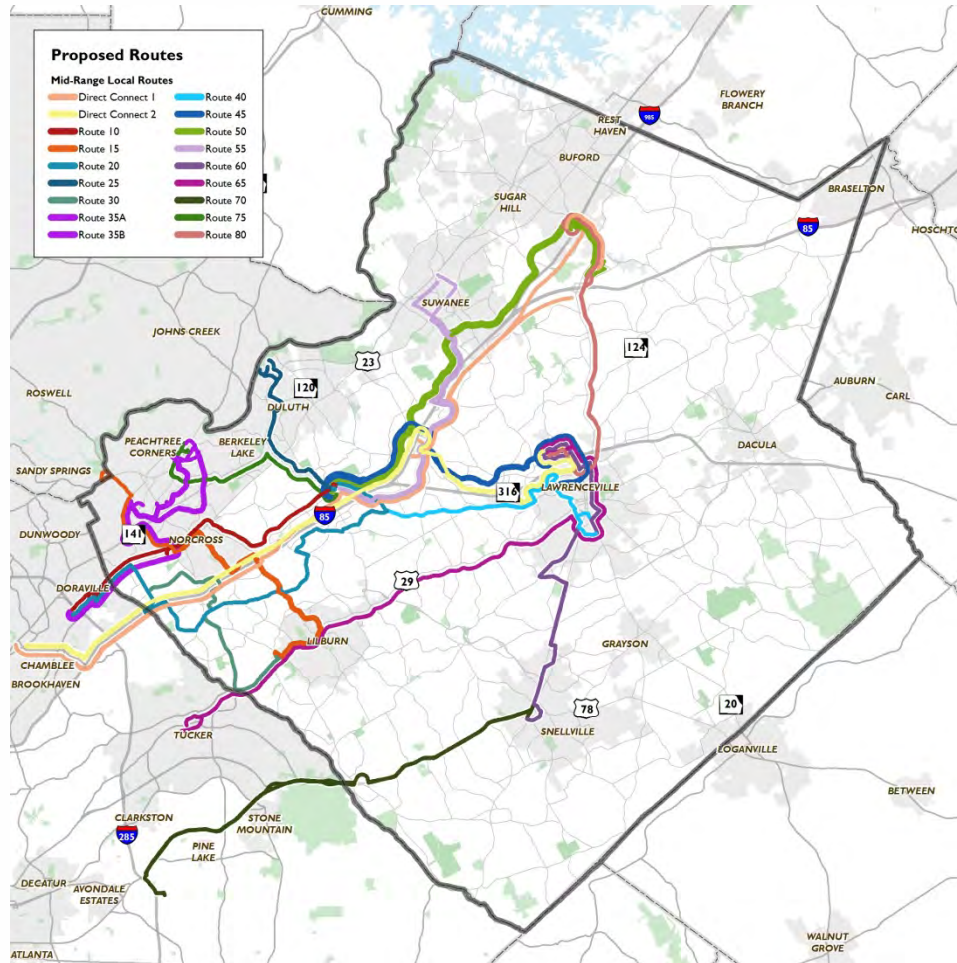 CUMMING
Proposed Routes
Mid-Range Local Routes
Direct Connect 1
Direct Connect 2
Route 10
Route 15
Route 20
Route 25
Route 30
Route 35A
Route 35B
Route 40
Route 45
Route 50
Route 55
Route 60
Route 65
Route 70
Route 75
Route 80
FLOWERY
BRANCH
985
REST
HAVEN
BUFORD
SUGAR
HILL
BRASELTON
85
HOSCHTO
SUWANEE
JOHNS CREEK
23
124
120
DULUTH
ROSWELL
AUBURN
CARL
PEACHTREE
CORNERS
BERKELEY
LAKE
DACULA
SANDY SPRINGS
316
LAWRENCEVILLE
85
DUNWOODY
141
NORCROSS
DORAVILLE
29
LILBURN
GRAYSON
CHAMBLEE
BROOKHAVEN
20
78
SNELLVILLE
TUCKER
LOGANVILLE
BETWEEN
CLARKSTON
STONE
MOUNTAIN
285
PINE
LAKE
DECATUR
AVONDALE
ESTATES
WALNUT
GROVE
ATLANTA